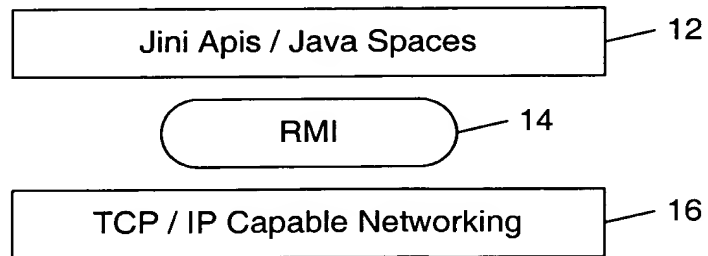 Jini Apis / Java Spaces 12
RMI 14
TCP / IP Capable Networking 16